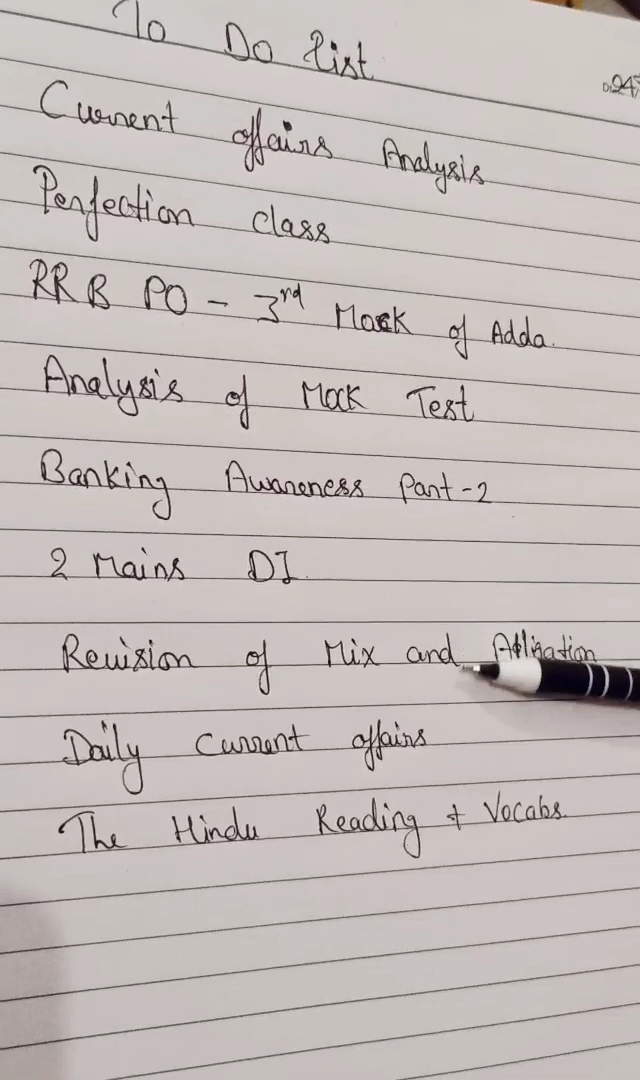 To Do list
Current affairs Analysis
Perfection class
RRB PO - 3rd Mock of Adda.
Analysis of Mock Test
Banking Awareness Part-2
2 Mains DI
Revision of Mix and Alligation
Daily Current affairs
The Hindu Reading + Vocabs.